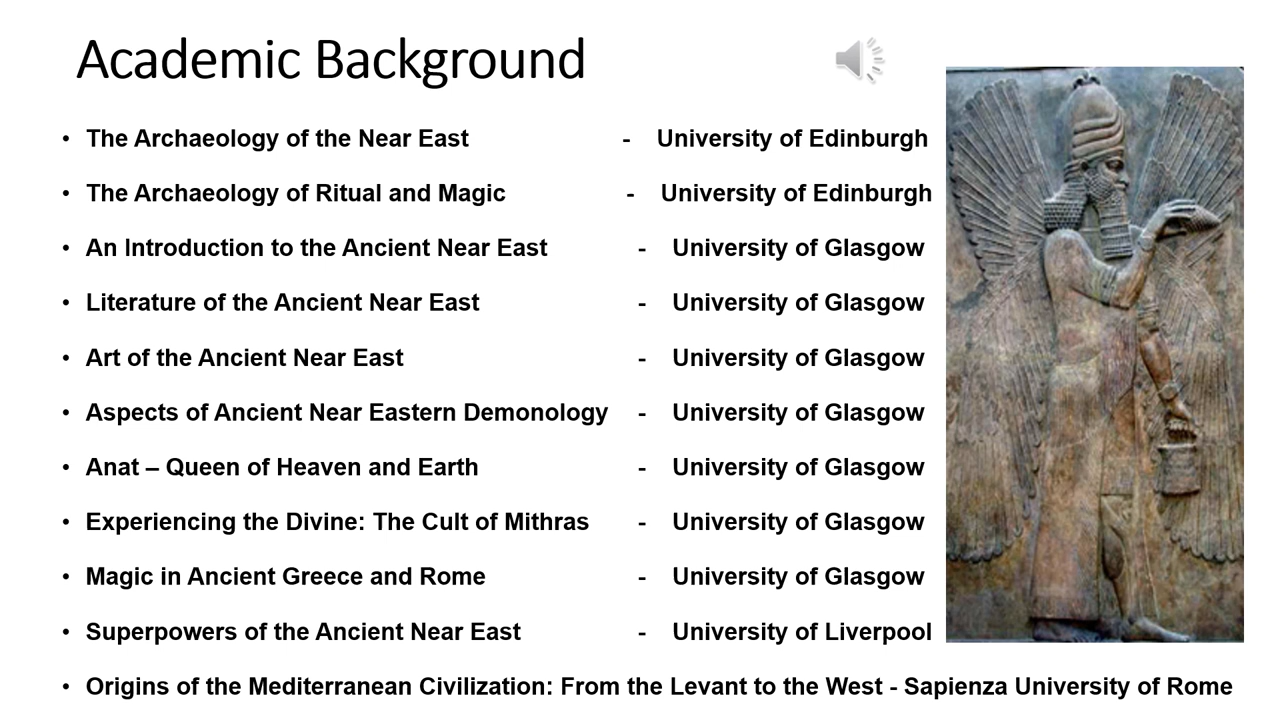 Academic Background
• The Archaeology of the Near East - University of Edinburgh
• The Archaeology of Ritual and Magic - University of Edinburgh
• An Introduction to the Ancient Near East - University of Glasgow
• Literature of the Ancient Near East - University of Glasgow
• Art of the Ancient Near East - University of Glasgow
• Aspects of Ancient Near Eastern Demonology - University of Glasgow
• Anat – Queen of Heaven and Earth - University of Glasgow
• Experiencing the Divine: The Cult of Mithras - University of Glasgow
• Magic in Ancient Greece and Rome - University of Glasgow
• Superpowers of the Ancient Near East - University of Liverpool
• Origins of the Mediterranean Civilization: From the Levant to the West - Sapienza University of Rome